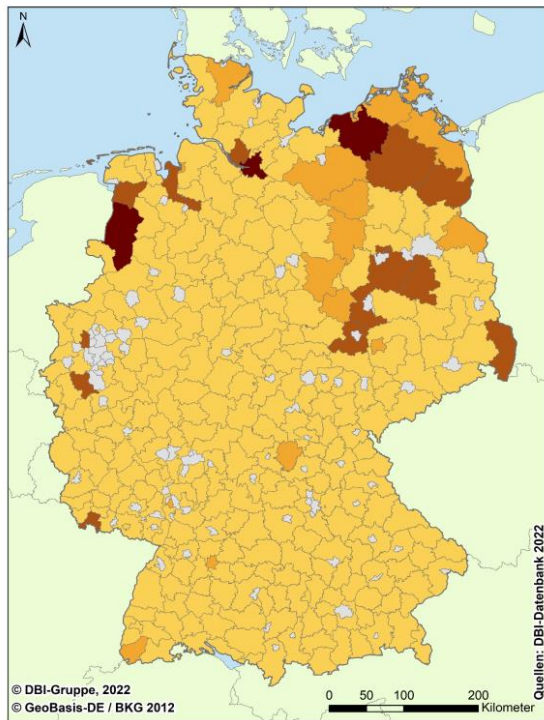 N
© DBI-Gruppe, 2022
© GeoBasis-DE / BKG 2012
0 50 100 200
Kilometer
Quellen: DBI-Datenbank 2022